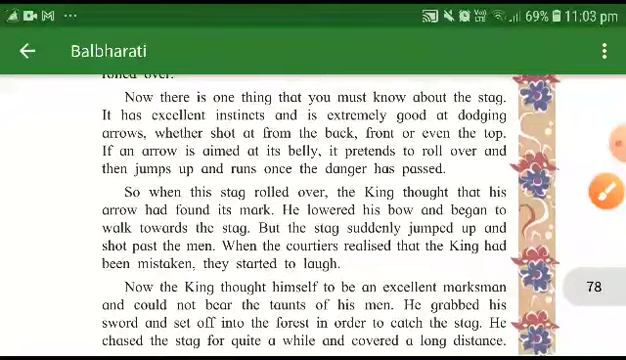 69% 11:03 pm
Balbharati
rolled over.
Now there is one thing that you must know about the stag.
It has excellent instincts and is extremely good at dodging
arrows, whether shot at from the back, front or even the top.
If an arrow is aimed at its belly, it pretends to roll over and
then jumps up and runs once the danger has passed.
So when this stag rolled over, the King thought that his
arrow had found its mark. He lowered his bow and began to
walk towards the stag. But the stag suddenly jumped up and
shot past the men. When the courtiers realised that the King had
been mistaken, they started to laugh.
78
Now the King thought himself to be an excellent marksman
and could not bear the taunts of his men. He grabbed his
sword and set off into the forest in order to catch the stag. He
chased the stag for quite a while and covered a long distance.